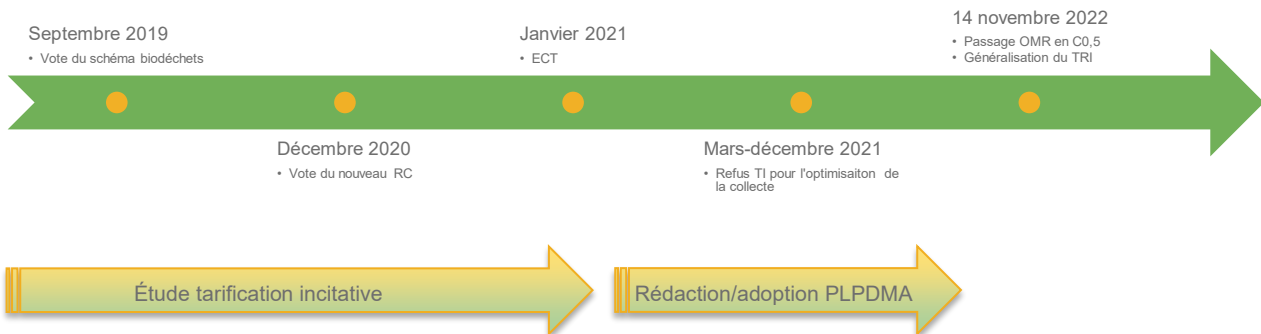 Septembre 2019
• Vote du schéma biodéchets
Décembre 2020
• Vote du nouveau RC
Janvier 2021
• ECT
Mars-décembre 2021
• Refus TI pour l'optimisaiton de
la collecte
14 novembre 2022
• Passage OMR en C0,5
• Généralisation du TRI
Étude tarification incitative
Rédaction/adoption PLPDMA